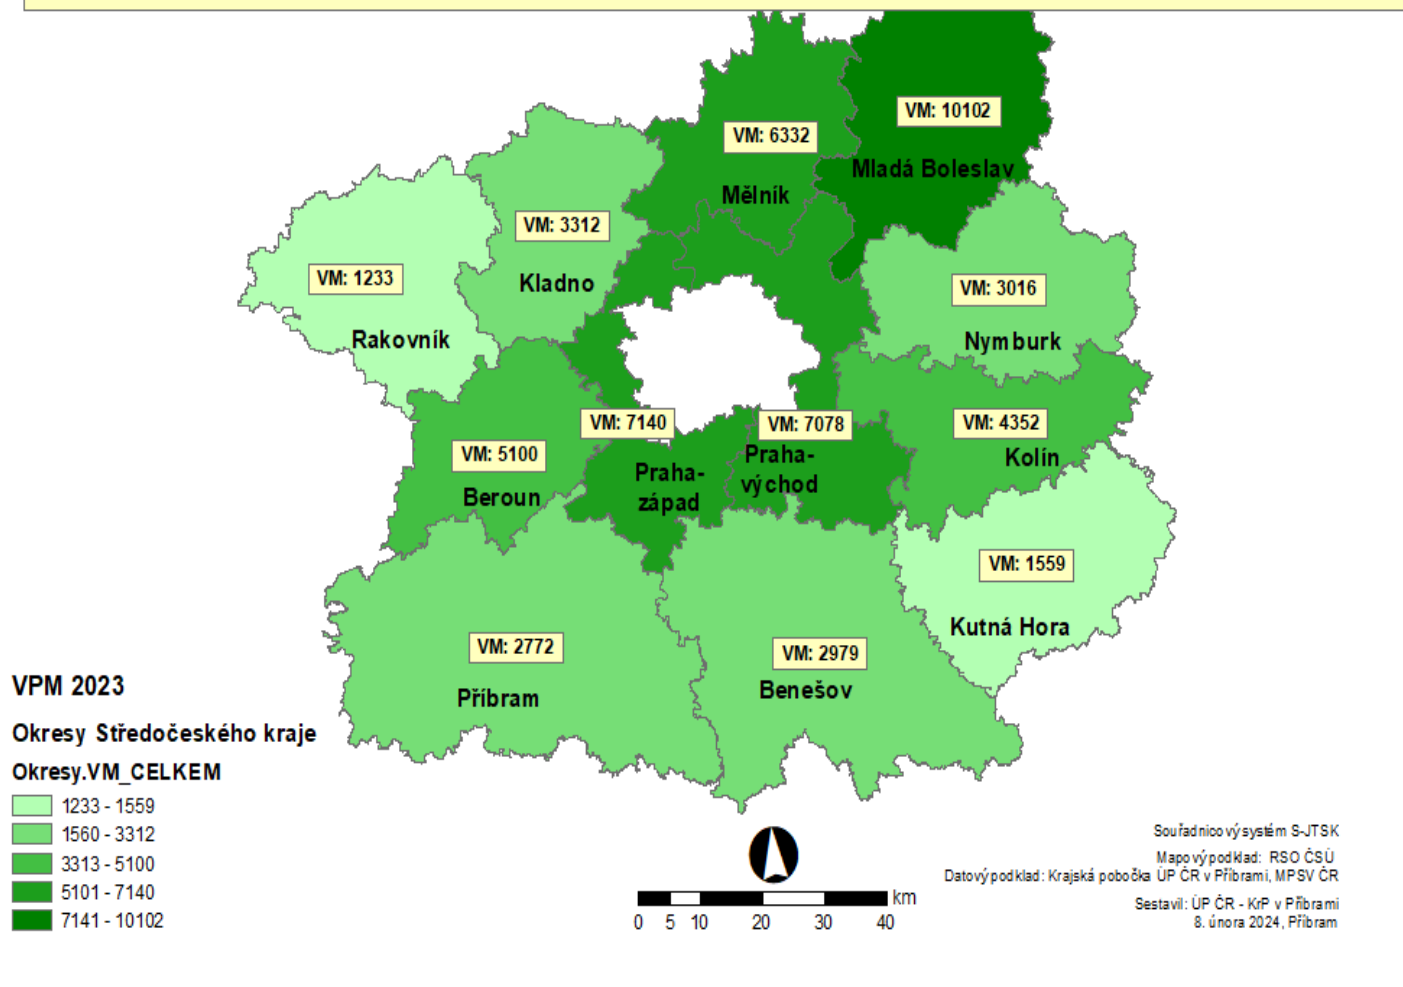 VM: 10102
VM: 6332
Mladá Boleslav
Mělník
VM: 3312
VM: 1233
Kladno
VM: 3016
Rakovník
Nymburk
VM: 7140
VM: 7078
VM: 4352
VM: 5100
Praha-
východ
Kolín
Praha-
západ
Beroun
VM: 1559
Kutná Hora
VM: 2772
VM: 2979
Příbram
Benešov
VPM 2023
Okresy Středočeského kraje
Okresy.VM_CELKEM
1233 - 1559
1560 - 3312
3313 - 5100
5101 - 7140
7141 - 10102
km
0 5 10 20 30 40
Souřadnicový systém S-JTSK
Mapový podklad: RSO ČSÚ
Datový podklad: Krajská pobočka ÚP ČR v Příbrami, MPSV ČR
Sestavil: ÚP ČR - KrP v Příbrami
8. února 2024, Příbram